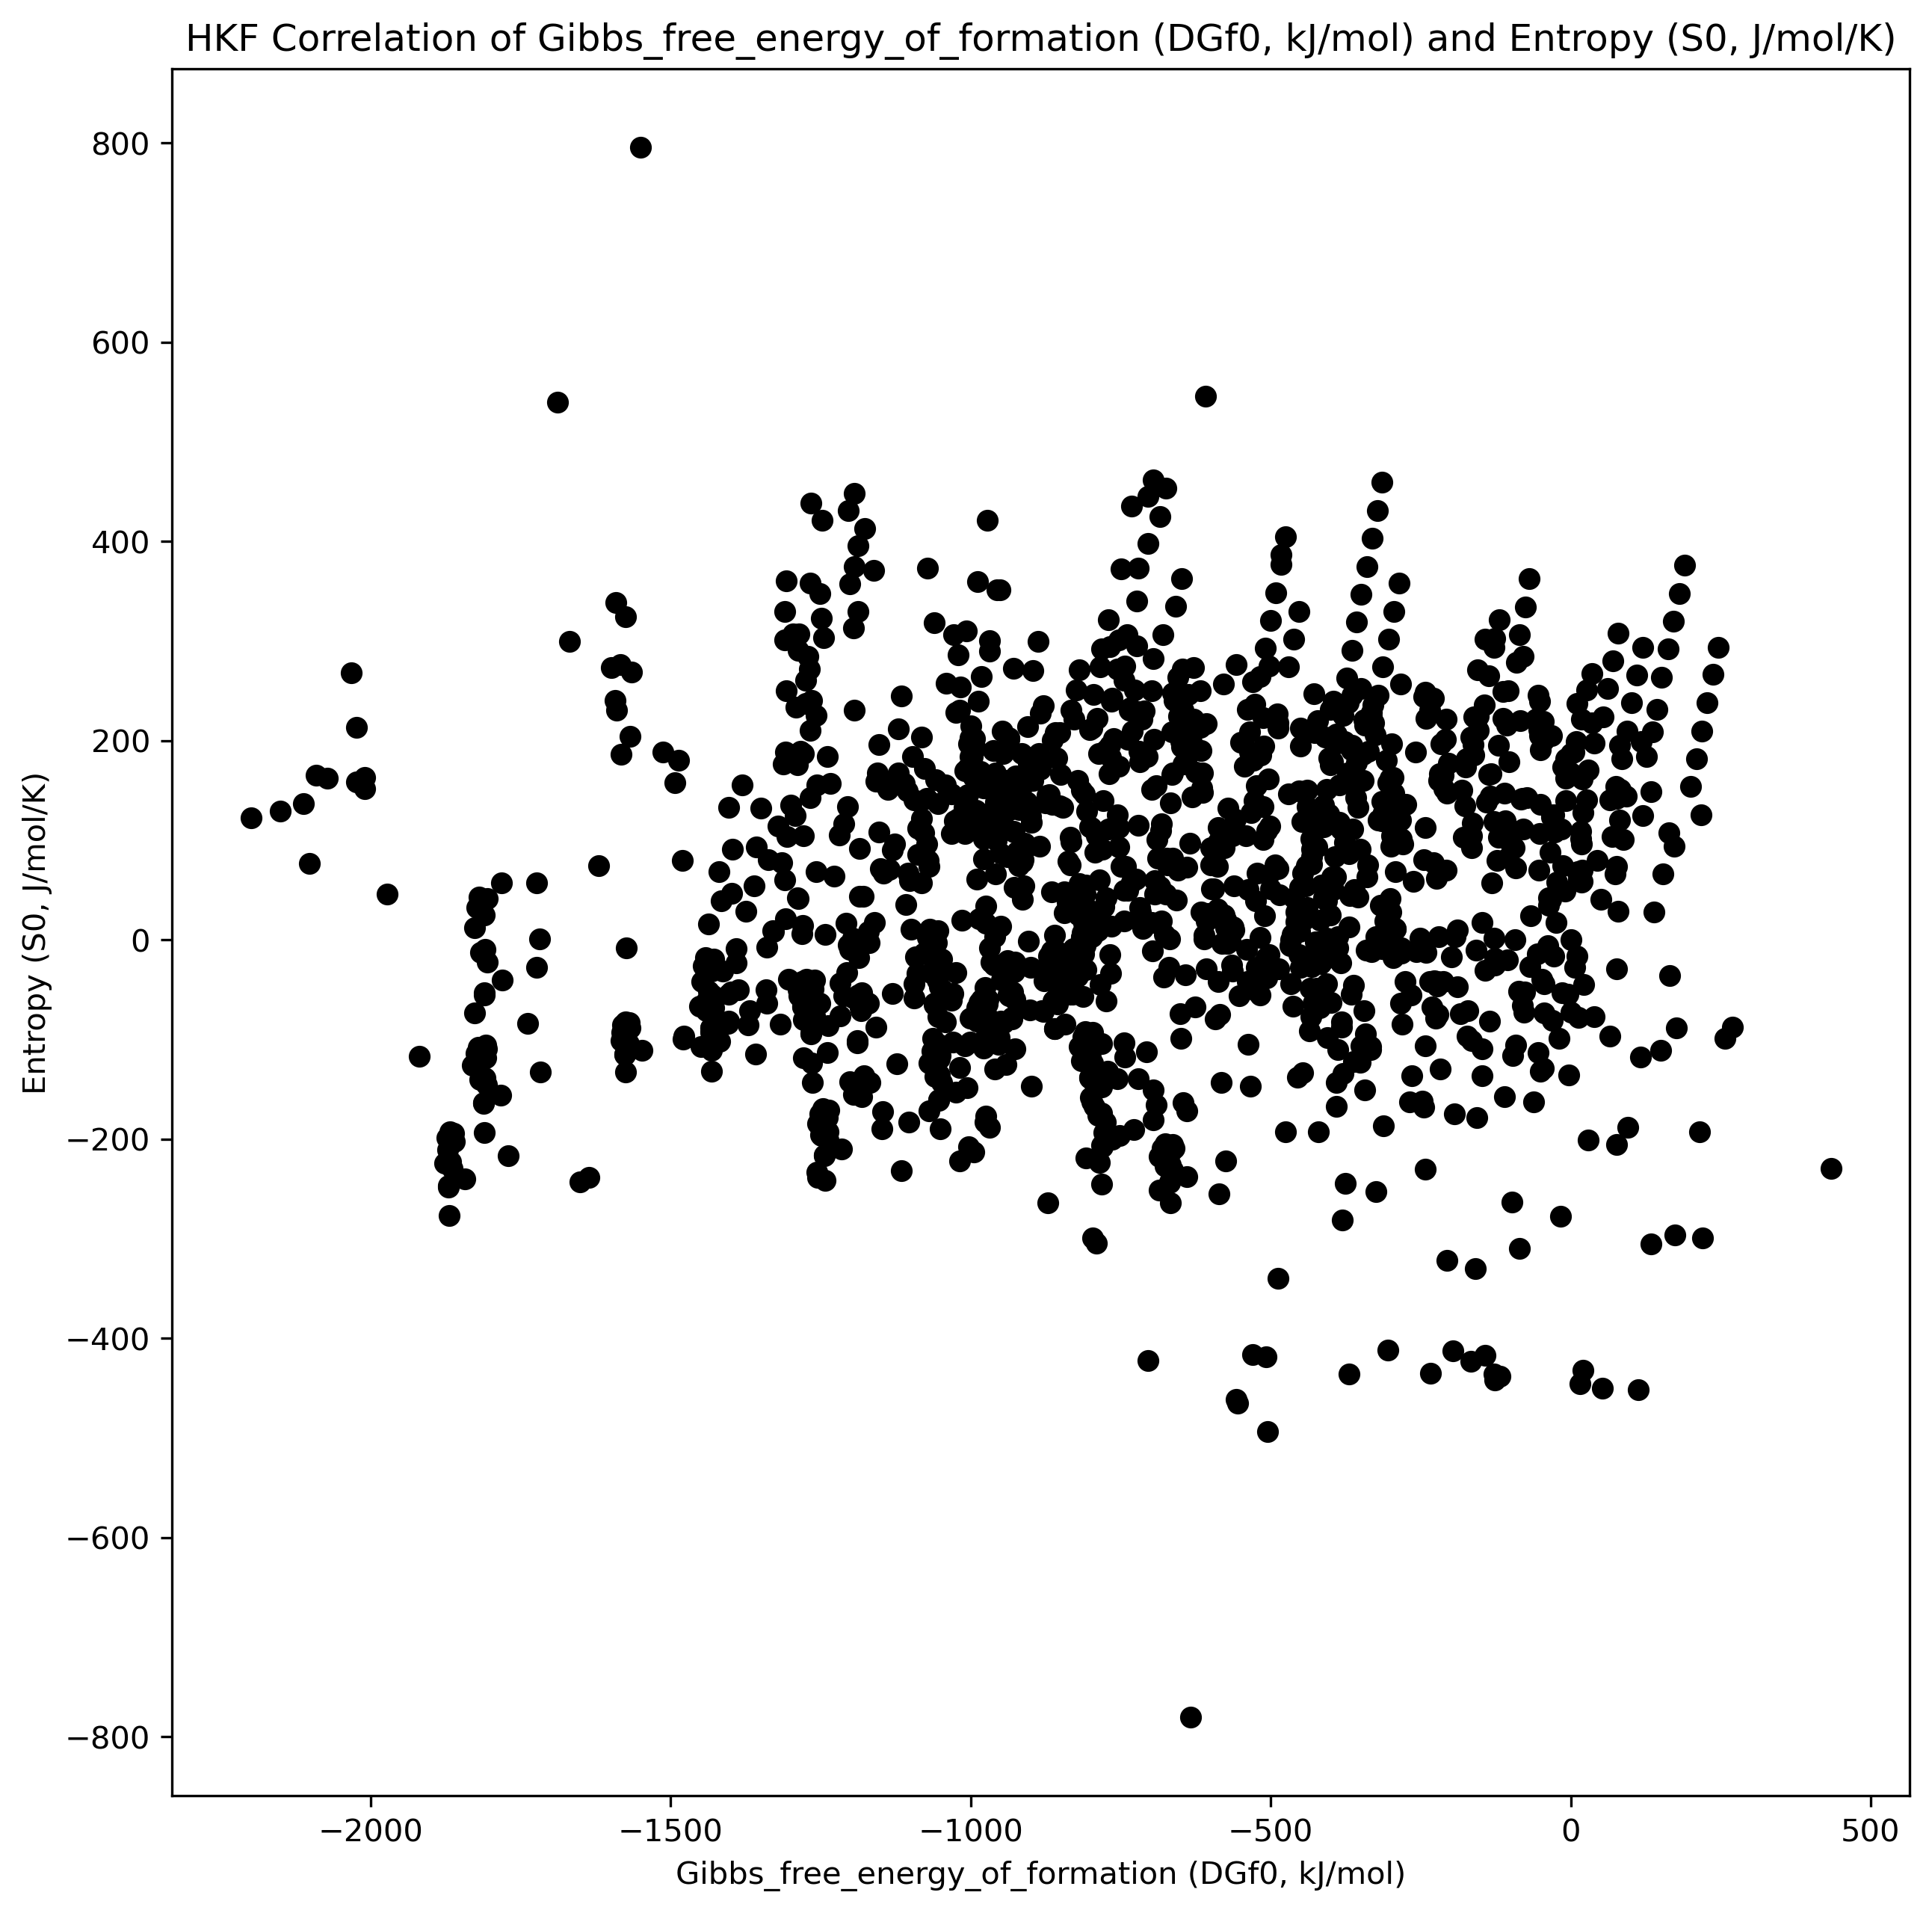 HKF Correlation of Gibbs_free_energy_of_formation (DGf0, kJ/mol) and Entropy (S0, J/mol/K)
800
600
400
200
0
−200
−400
−600
−800
Entropy (S0, J/mol/K)
−2000 −1500 −1000 −500 0 500
Gibbs_free_energy_of_formation (DGf0, kJ/mol)